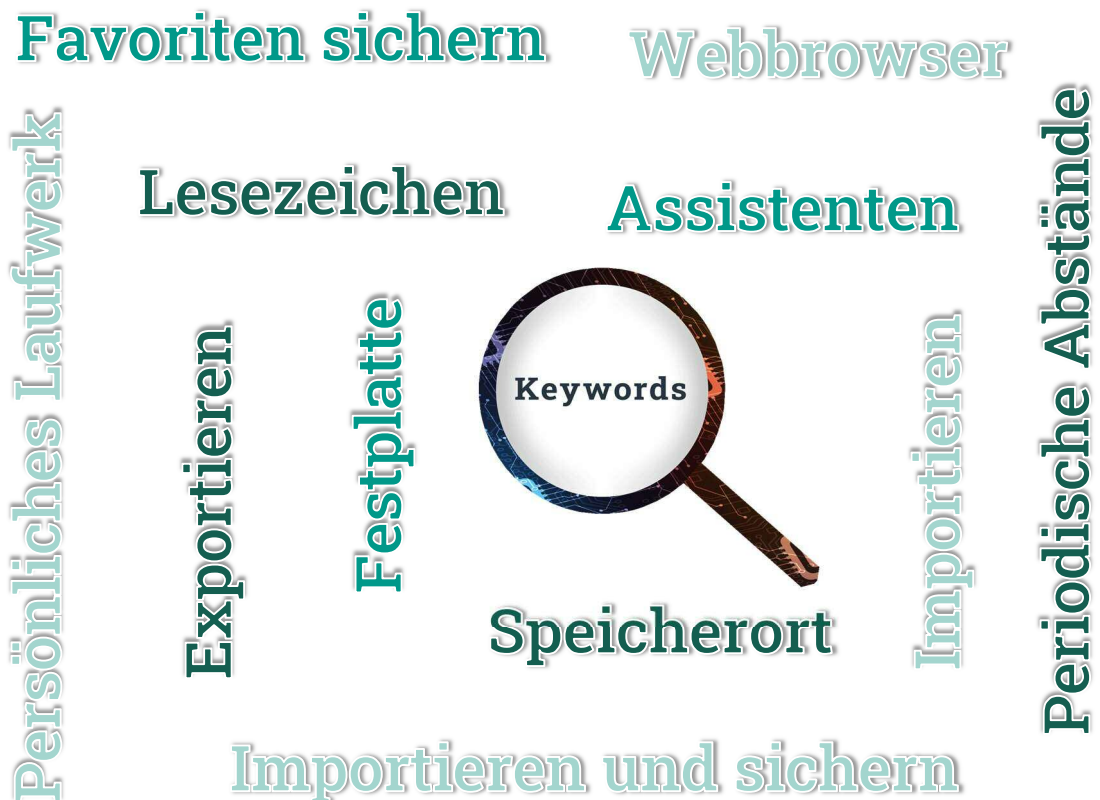 Favoriten sichern
Webbrowser
Persönliches Laufwerk
Lesezeichen
Assistenten
Periodische Abstände
Exportieren
Festplatte
Keywords
Importieren
Speicherort
Importieren und sichern